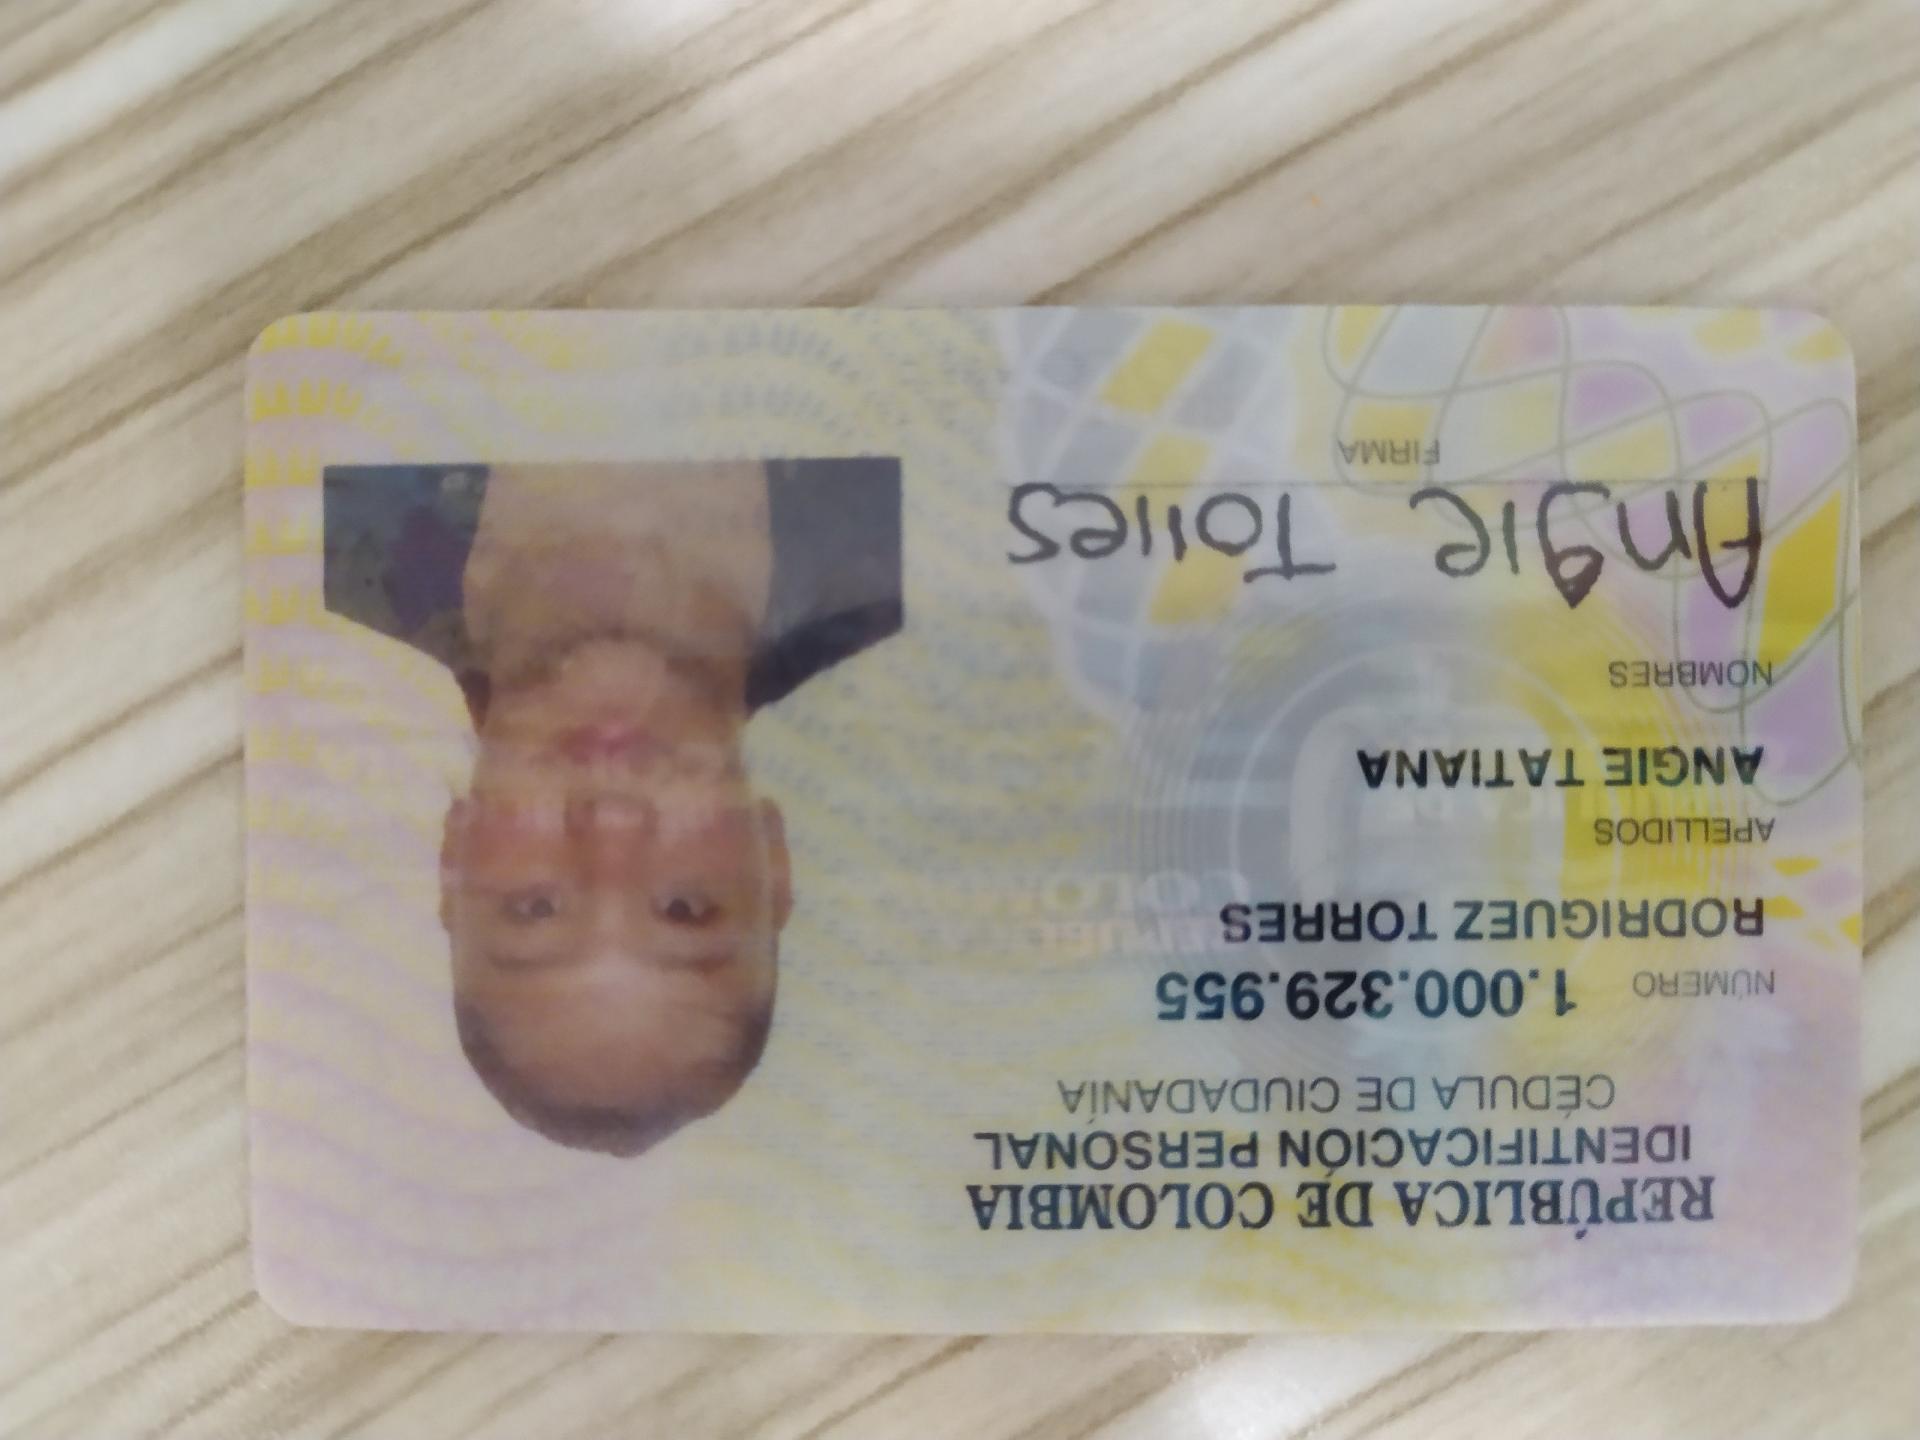 REPÚBLICA DE COLOMBIA
IDENTIFICACIÓN PERSONAL
CÉDULA DE CIUDADANÍA
NÚMERO 1.000.329.955
RODRIGUEZ TORRES
APELLIDOS
ANGIE TATIANA
NOMBRES
Angie Torres
FIRMA